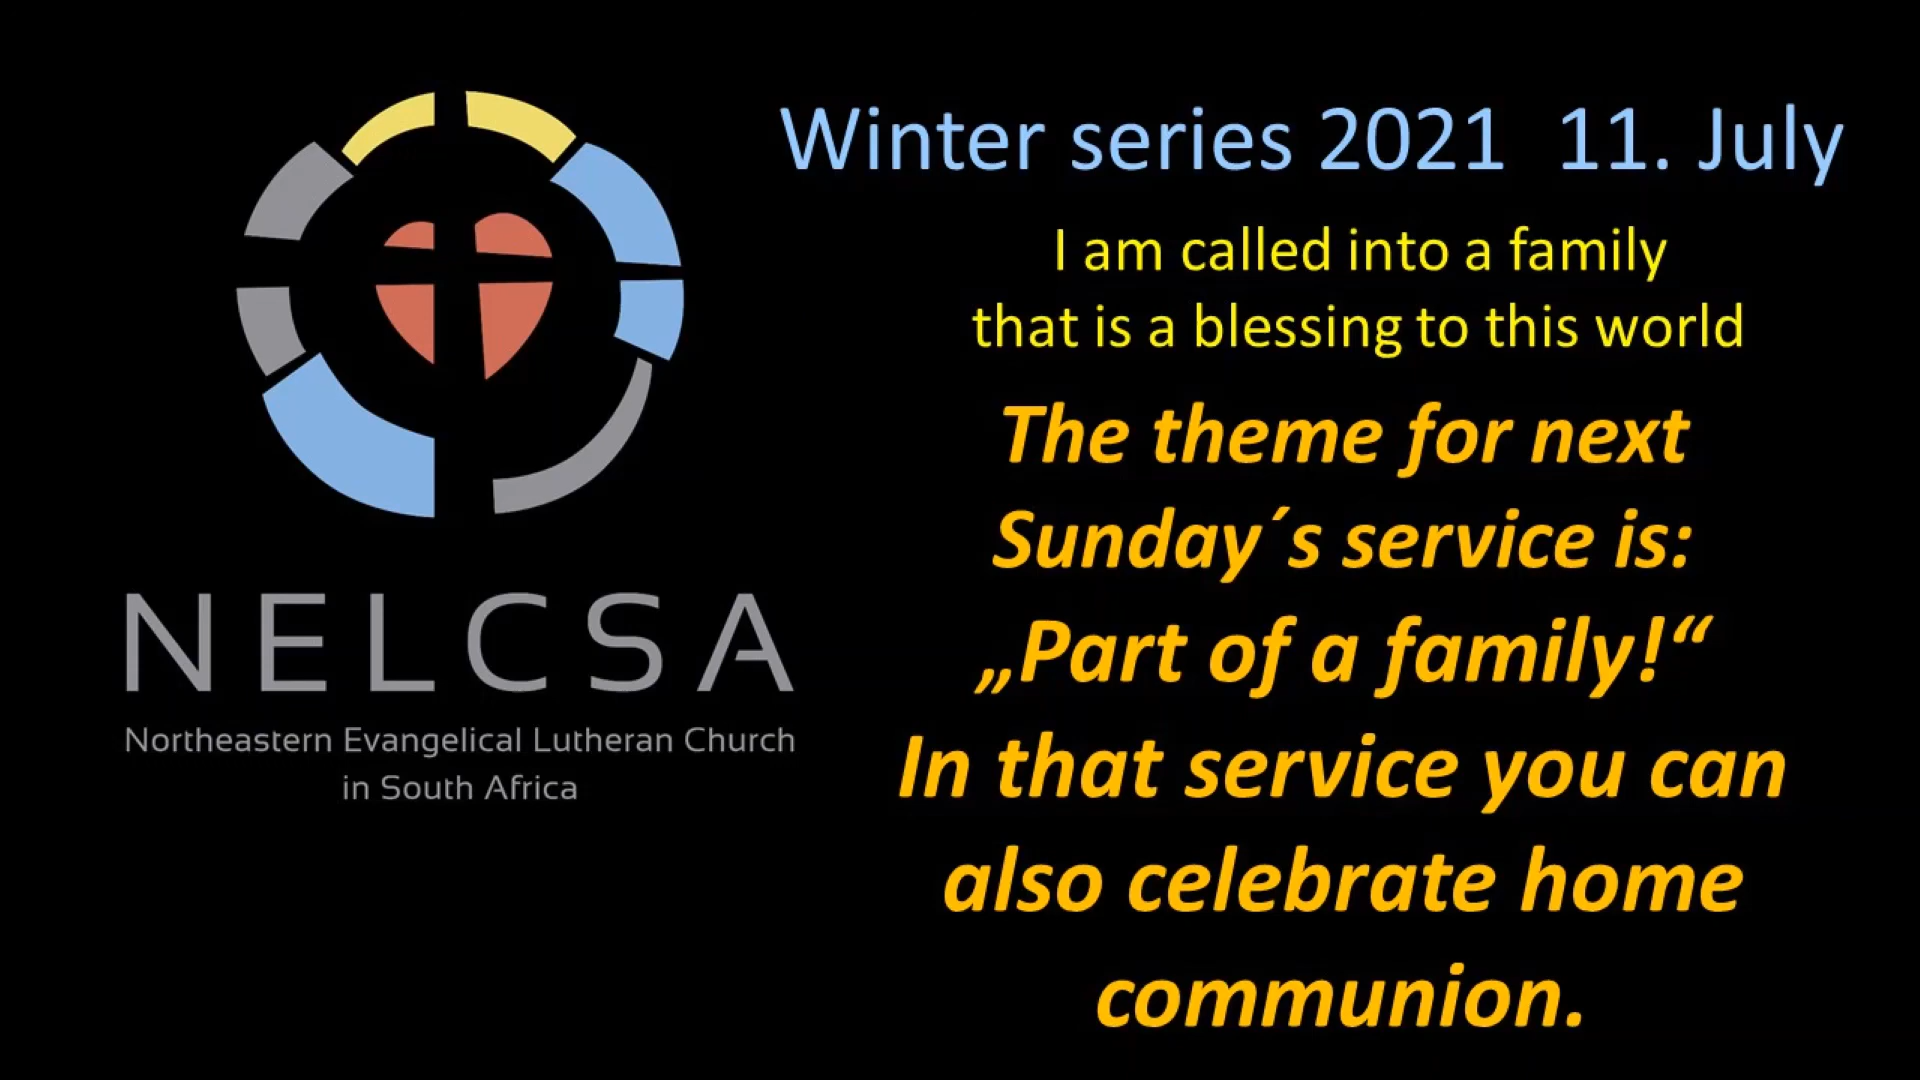 NELCSA
Northeastern Evangelical Lutheran Church
in South Africa
Winter series 2021  11. July
I am called into a family
that is a blessing to this world
The theme for next
Sunday´s service is:
„Part of a family!“
In that service you can
also celebrate home
communion.